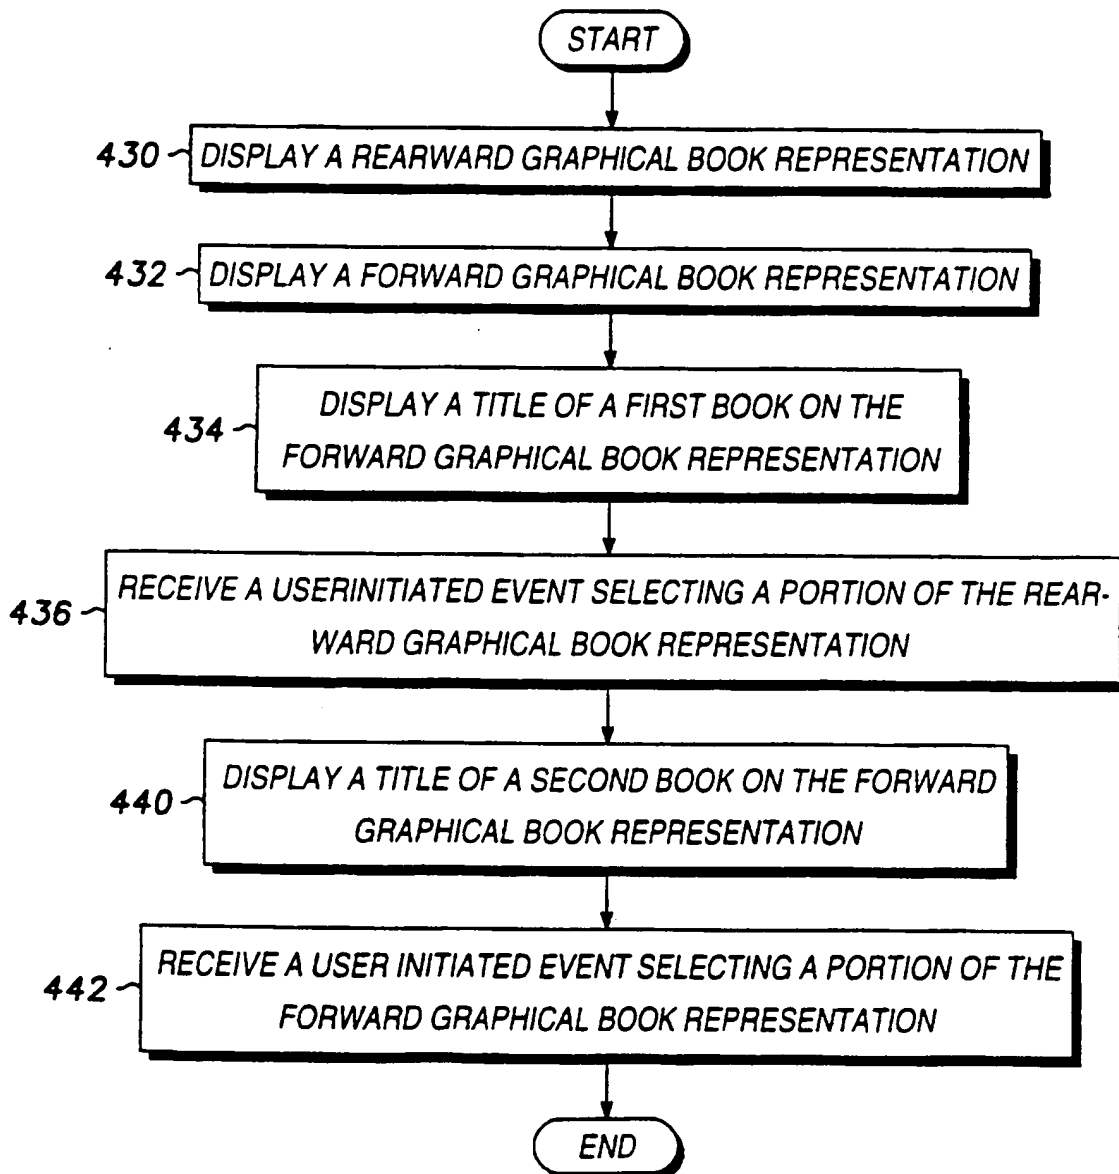 START
430 DISPLAY A REARWARD GRAPHICAL BOOK REPRESENTATION
432 DISPLAY A FORWARD GRAPHICAL BOOK REPRESENTATION
DISPLAY A TITLE OF A FIRST BOOK ON THE
434
FORWARD GRAPHICAL BOOK REPRESENTATION
RECEIVE A USERINITIATED EVENT SELECTING A PORTION OF THE REAR-
436
WARD GRAPHICAL BOOK REPRESENTATION
DISPLAY A TITLE OF A SECOND BOOK ON THE FORWARD
440
GRAPHICAL BOOK REPRESENTATION
RECEIVE A USER INITIATED EVENT SELECTING A PORTION OF THE
442
FORWARD GRAPHICAL BOOK REPRESENTATION
END